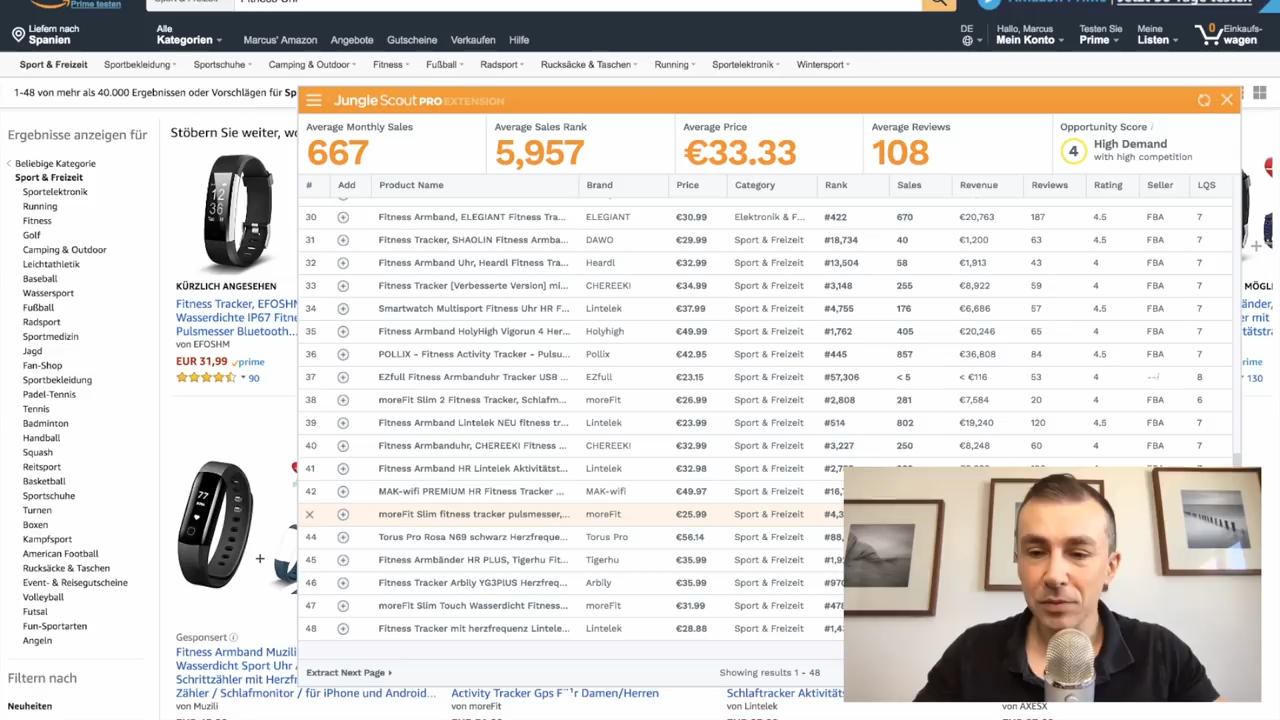 Prime testen
Liefern nach
Spanien
Alle
Kategorien
Marcus' Amazon
Angebote
Gutscheine
Verkaufen
Hilfe
DE
Hallo, Marcus
Mein Konto
Testen Sie
Prime
Meine
Listen
0
Einkaufs-
wagen
Sport & Freizeit
Sportbekleidung
Sportschuhe
Camping & Outdoor
Fitness
Fußball
Radsport
Rucksäcke & Taschen
Running
Sportelektronik
Wintersport
1-48 von mehr als 40.000 Ergebnissen oder Vorschlägen für
Ergebnisse anzeigen für
Beliebige Kategorie
Sport & Freizeit
Sportelektronik
Running
Fitness
Golf
Camping & Outdoor
Leichtathletik
Baseball
Wassersport
Fußball
Radsport
Sportmedizin
Jagd
Fan-Shop
Sportbekleidung
Padel-Tennis
Tennis
Badminton
Handball
Squash
Reitsport
Basketball
Sportschuhe
Turnen
Boxen
Kampfsport
American Football
Rucksäcke & Taschen
Event- & Reisegutscheine
Volleyball
Futsal
Fun-Sportarten
Angeln
Filtern nach
Neuheiten
Stöbern Sie weiter,
KÜRZLICH ANGESEHEN
Fitness Tracker, EFOSHM
Wasserdichte IP67
Pulsmesser Bluetooth...
von EFOSHM
EUR 31,99 prime
90
77
Gesponsert
Fitness Armband Muzili
Wasserdicht Sport Uhr
Schrittzähler mit
Zähler / Schlafmonitor / für iPhone und Android...
von Muzili
Activity Tracker Gps
Damen/Herren
von moreFit
Schlaftracker
von Lintelek
von AXESX
130
Jungle Scout PRO EXTENSION
Average Monthly Sales
667
Average Sales Rank
5,957
Average Price
€33.33
Average Reviews
108
Opportunity Score
4
High Demand
with high competition
# Add Product Name Brand Price Category Rank Sales Revenue Reviews Rating Seller LQS
30 Fitness Armband, ELEGIANT Fitness Tra... ELEGIANT €30.99 Elektronik & F... #422 670 €20,763 187 4.5 FBA 7
31 Fitness Tracker, SHAOLIN Fitness Armba... DAWO €29.99 Sport & Freizeit #18,734 40 €1,200 63 4.5 FBA 7
32 Fitness Armband Uhr, Heardl Fitness Tra... Heardl €32.99 Sport & Freizeit #13,504 58 €1,913 43 4 FBA 7
33 Fitness Tracker [Verbesserte Version] mi... CHEREEKI €34.99 Sport & Freizeit #3,148 255 €8,922 59 4 FBA 7
34 Smartwatch Multisport Fitness Uhr HR F... Lintelek €37.99 Sport & Freizeit #4,755 176 €6,686 57 4.5 FBA 7
35 Fitness Armband HolyHigh Vigorun 4 Her... Holyhigh €49.99 Sport & Freizeit #1,762 405 €20,246 65 4 FBA 7
36 POLLIX - Fitness Activity Tracker - Pulsu... Pollix €42.95 Sport & Freizeit #445 857 €36,808 84 4.5 FBA 7
37 EZfull Fitness Armbanduhr Tracker USB ... EZfull €23.15 Sport & Freizeit #57,306 < 5 < €116 53 4 8
38 moreFit Slim 2 Fitness Tracker, Schlafm... moreFit €26.99 Sport & Freizeit #2,808 281 €7,584 20 4 FBA 6
39 Fitness Armband Lintelek NEU fitness tr... Lintelek €23.99 Sport & Freizeit #514 802 €19,240 120 4.5 FBA 7
40 Fitness Armbanduhr, CHEREEKI Fitness ... CHEREEKI €32.99 Sport & Freizeit #3,227 250 €8,248 60 4 FBA 7
41 Fitness Armband HR Lintelek Aktivitätst... Lintelek €32.98 Sport & Freizeit
42 MAK-wifi PREMIUM HR Fitness Tracker ... MAK-wifi €49.97 Sport & Freizeit
moreFit Slim fitness tracker pulsmesser,... moreFit €25.99 Sport & Freizeit
44 Torus Pro Rosa N69 schwarz Herzfreque... Torus Pro €56.14 Sport & Freizeit
45 Fitness Armbänder HR PLUS, Tigerhu Fit... Tigerhu €35.99 Sport & Freizeit
46 Fitness Tracker Arbily YG3PIUS Herzfreq... Arbily €35.99 Sport & Freizeit
47 moreFit Slim Touch Wasserdicht Fitness... moreFit €31.99 Sport & Freizeit
48 Fitness Tracker mit herzfrequenz Lintele... Lintelek €28.88 Sport & Freizeit
Extract Next Page
Showing results 1 - 48